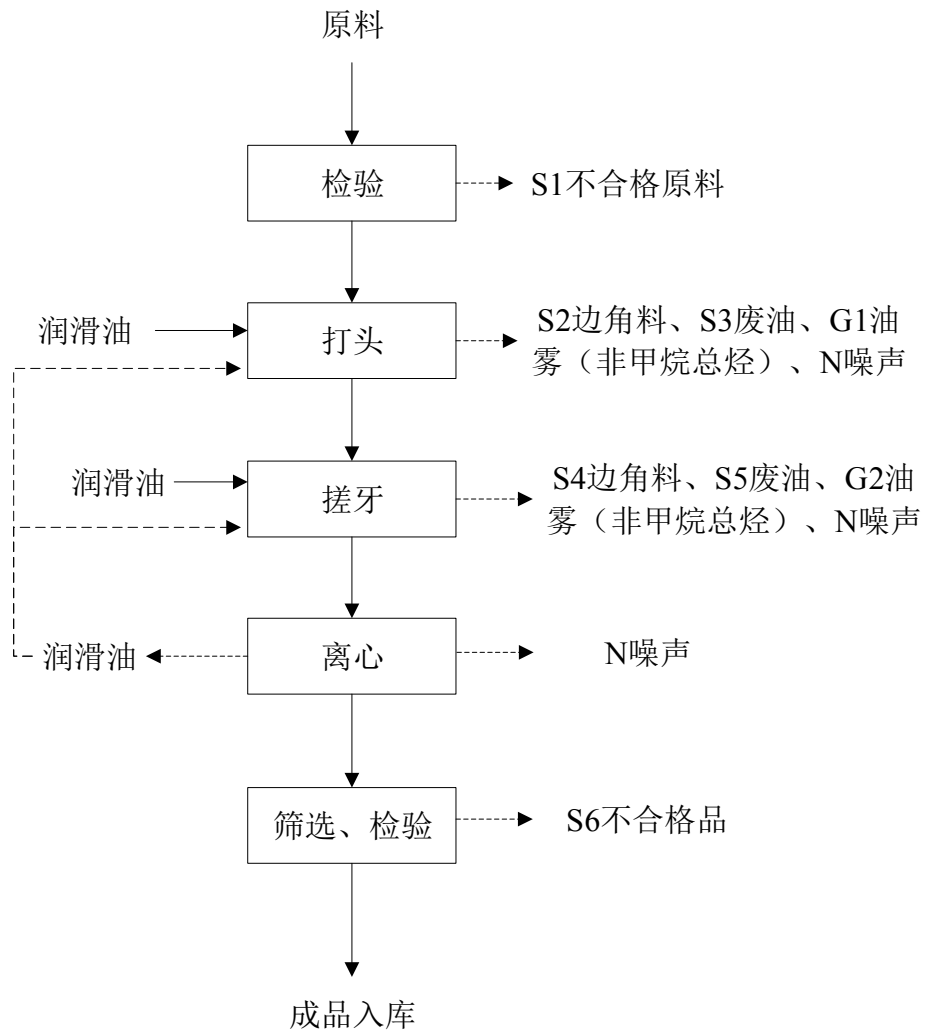 原料
检验
S1不合格原料
润滑油
打头
S2边角料、S3废油、G1油
雾（非甲烷总烃）、N噪声
润滑油
搓牙
S4边角料、S5废油、G2油
雾（非甲烷总烃）、N噪声
润滑油
离心
N噪声
筛选、检验
S6不合格品
成品入库